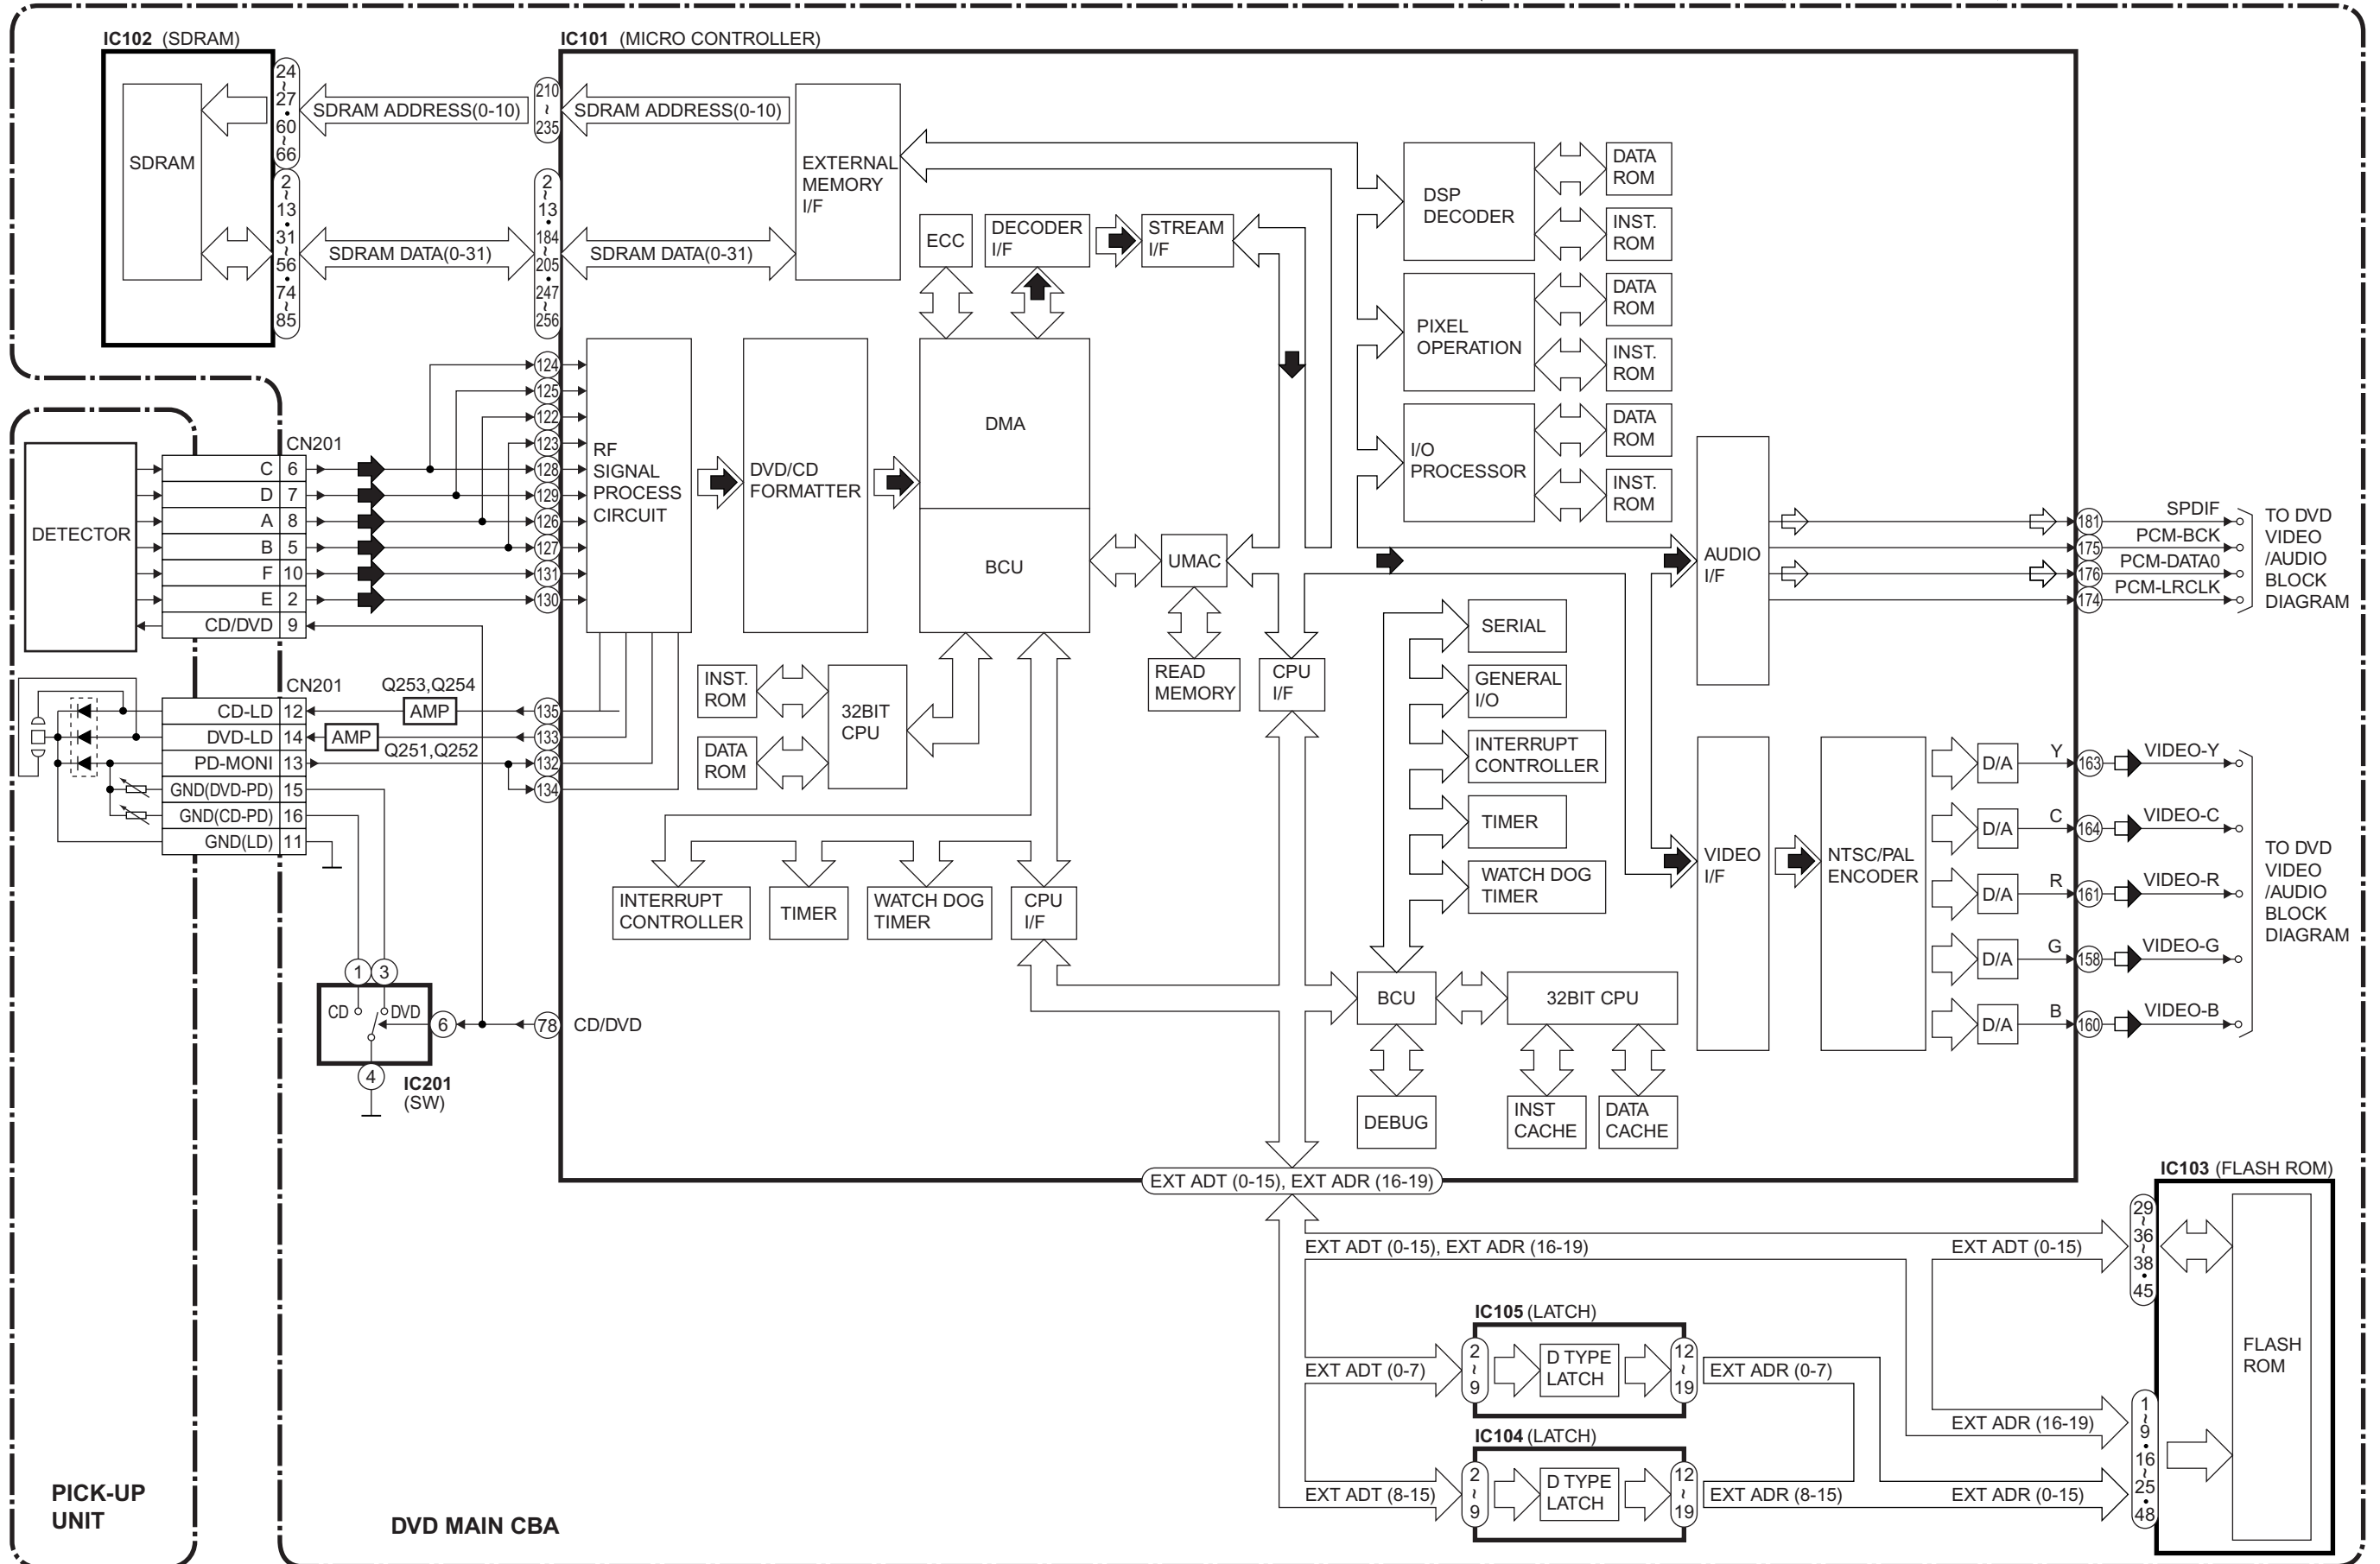 IC102 (SDRAM)
SDRAM
24
~
27
•
60
~
66
2
~
13
•
31
~
56
•
74
~
85
SDRAM ADDRESS(0-10)
SDRAM DATA(0-31)
IC101 (MICRO CONTROLLER)
210
~
235
2
~
13
•
184
~
205
•
247
~
256
SDRAM ADDRESS(0-10)
SDRAM DATA(0-31)
EXTERNAL
MEMORY
I/F
ECC
DECODER
I/F
STREAM
I/F
DSP
DECODER
DATA
ROM
INST.
ROM
PIXEL
OPERATION
DATA
ROM
INST.
ROM
I/O
PROCESSOR
DATA
ROM
INST.
ROM
DETECTOR
CN201
C 6
D 7
A 8
B 5
F 10
E 2
CD/DVD 9
124
125
122
123
128
129
126
127
131
130
RF
SIGNAL
PROCESS
CIRCUIT
DVD/CD
FORMATTER
DMA
BCU
UMAC
READ
MEMORY
CPU
I/F
AUDIO
I/F
181 SPDIF
175 PCM-BCK
176 PCM-DATA0
174 PCM-LRCLK
TO DVD
VIDEO
/AUDIO
BLOCK
DIAGRAM
CN201
CD-LD 12
DVD-LD 14
PD-MONI 13
GND(DVD-PD) 15
GND(CD-PD) 16
GND(LD) 11
Q253,Q254
AMP
AMP
Q251,Q252
135
133
132
134
INST.
ROM
DATA
ROM
32BIT
CPU
INTERRUPT
CONTROLLER
TIMER
WATCH DOG
TIMER
CPU
I/F
SERIAL
GENERAL
I/O
INTERRUPT
CONTROLLER
TIMER
WATCH DOG
TIMER
BCU
32BIT CPU
DEBUG
INST
CACHE
DATA
CACHE
VIDEO
I/F
NTSC/PAL
ENCODER
D/A Y 163 VIDEO-Y
D/A C 164 VIDEO-C
D/A R 161 VIDEO-R
D/A G 158 VIDEO-G
D/A B 160 VIDEO-B
TO DVD
VIDEO
/AUDIO
BLOCK
DIAGRAM
1 3
CD DVD
6
78 CD/DVD
4
IC201
(SW)
EXT ADT (0-15), EXT ADR (16-19)
EXT ADT (0-15), EXT ADR (16-19)
EXT ADT (0-15)
IC103 (FLASH ROM)
29
~
36
~
38
•
45
FLASH
ROM
IC105 (LATCH)
EXT ADT (0-7)
2
~
9
D TYPE
LATCH
12
~
19
EXT ADR (0-7)
EXT ADR (16-19)
1
~
9
•
16
~
25
•
48
IC104 (LATCH)
EXT ADT (8-15)
2
~
9
D TYPE
LATCH
12
~
19
EXT ADR (8-15)
EXT ADR (0-15)
PICK-UP
UNIT
DVD MAIN CBA